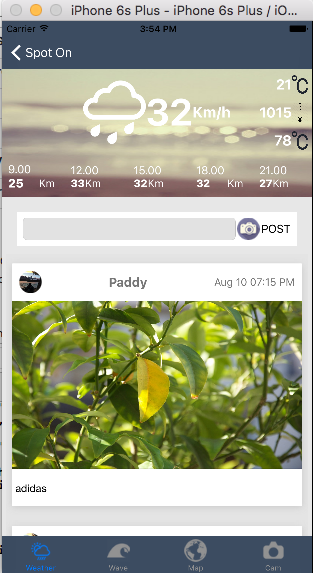 iPhone 6s Plus - iPhone 6s Plus / iO...
Carrier 3:54 PM
Spot On
21°C
32 Km/h 1015
78°C
9.00 12.00 15.00 18.00 21.00
25 Km 33Km 32Km 32 Km 27Km
POST
Paddy Aug 10 07:15 PM
adidas
Weather Wave Map Cam